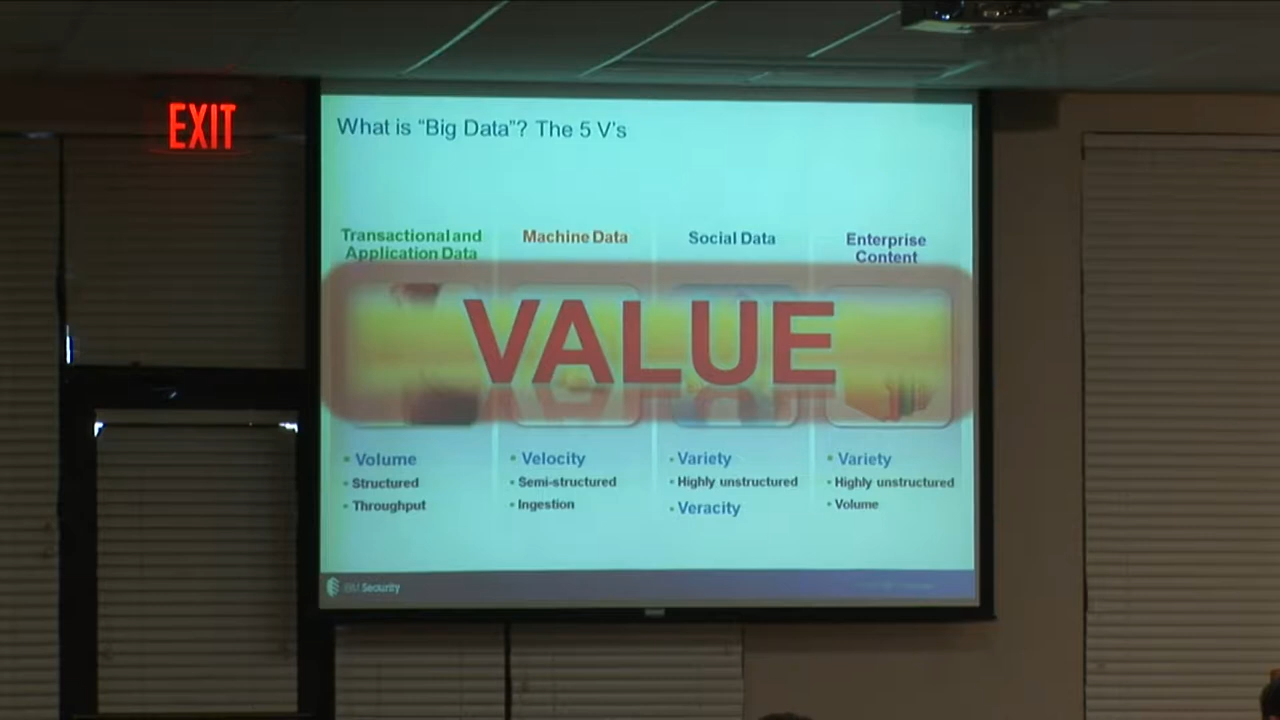 EXIT
What is “Big Data”? The 5 V’s
Transactional and
Application Data
Machine Data
Social Data
Enterprise
Content
VALUE
▪ Volume
▪ Structured
▪ Throughput
▪ Velocity
▪ Semi-structured
▪ Ingestion
▪ Variety
▪ Highly unstructured
▪ Veracity
▪ Variety
▪ Highly unstructured
▪ Volume
IBM Security